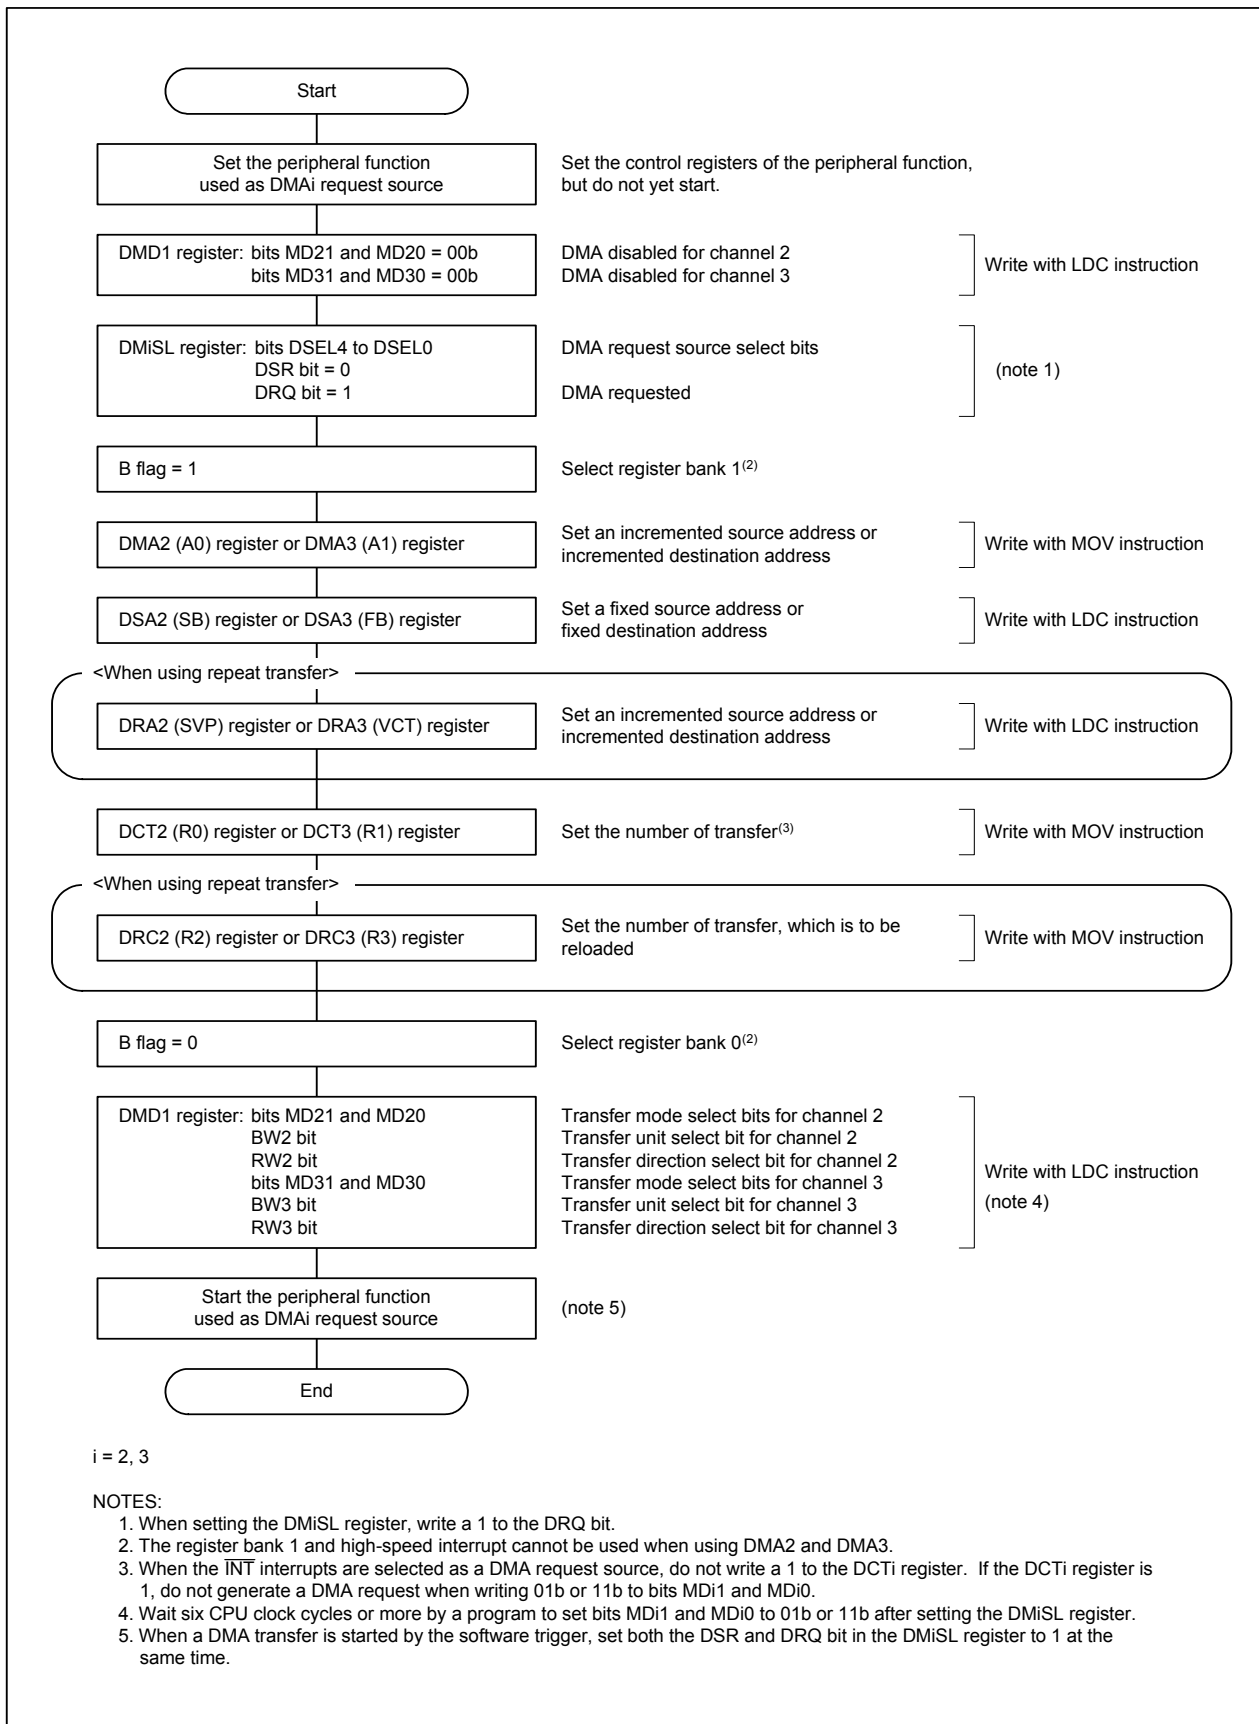 Start
Set the peripheral function
used as DMAi request source
Set the control registers of the peripheral function,
but do not yet start.
DMD1 register: bits MD21 and MD20 = 00b
bits MD31 and MD30 = 00b
DMA disabled for channel 2
DMA disabled for channel 3
Write with LDC instruction
DMiSL register: bits DSEL4 to DSEL0
DSR bit = 0
DRQ bit = 1
DMA request source select bits
DMA requested
(note 1)
B flag = 1
Select register bank 1(2)
DMA2 (A0) register or DMA3 (A1) register
Set an incremented source address or
incremented destination address
Write with MOV instruction
DSA2 (SB) register or DSA3 (FB) register
Set a fixed source address or
fixed destination address
Write with LDC instruction
<When using repeat transfer>
DRA2 (SVP) register or DRA3 (VCT) register
Set an incremented source address or
incremented destination address
Write with LDC instruction
DCT2 (R0) register or DCT3 (R1) register
Set the number of transfer(3)
Write with MOV instruction
<When using repeat transfer>
DRC2 (R2) register or DRC3 (R3) register
Set the number of transfer, which is to be
reloaded
Write with MOV instruction
B flag = 0
Select register bank 0(2)
DMD1 register: bits MD21 and MD20
BW2 bit
RW2 bit
bits MD31 and MD30
BW3 bit
RW3 bit
Transfer mode select bits for channel 2
Transfer unit select bit for channel 2
Transfer direction select bit for channel 2
Transfer mode select bits for channel 3
Transfer unit select bit for channel 3
Transfer direction select bit for channel 3
Write with LDC instruction
(note 4)
Start the peripheral function
used as DMAi request source
(note 5)
End
i = 2, 3
NOTES:
1. When setting the DMiSL register, write a 1 to the DRQ bit.
2. The register bank 1 and high-speed interrupt cannot be used when using DMA2 and DMA3.
3. When the INT interrupts are selected as a DMA request source, do not write a 1 to the DCTi register. If the DCTi register is
1, do not generate a DMA request when writing 01b or 11b to bits MDi1 and MDi0.
4. Wait six CPU clock cycles or more by a program to set bits MDi1 and MDi0 to 01b or 11b after setting the DMiSL register.
5. When a DMA transfer is started by the software trigger, set both the DSR and DRQ bit in the DMiSL register to 1 at the
same time.